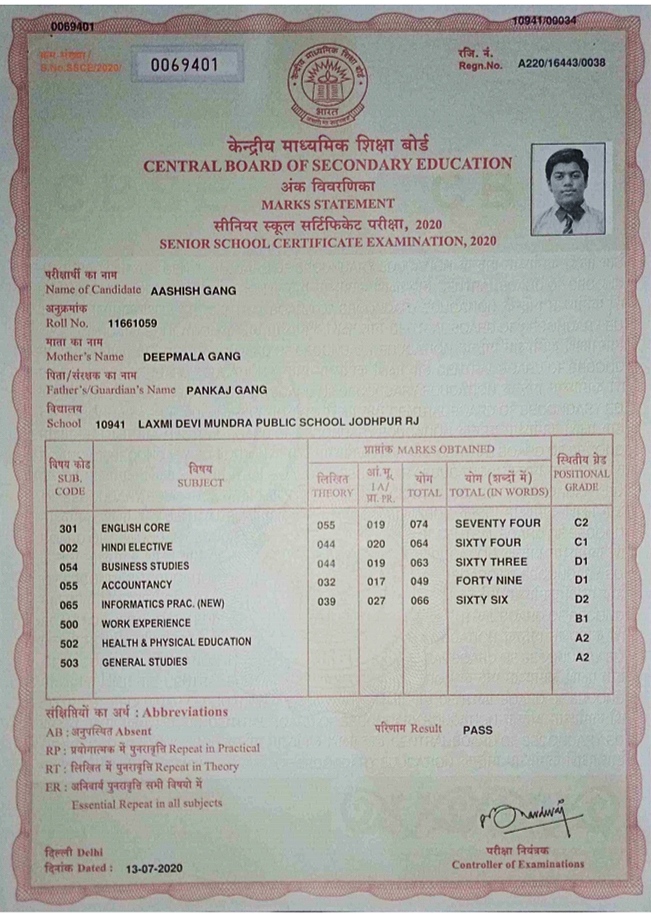 0069401
10941/00034
क्रम संख्या/
S.No.SSCE/2020/
0069401
रजि. नं.
Regn.No. A220/16443/0038
केन्द्रीय माध्यमिक शिक्षा बोर्ड
भारत
केन्द्रीय माध्यमिक शिक्षा बोर्ड
CENTRAL BOARD OF SECONDARY EDUCATION
अंक विवरणिका
MARKS STATEMENT
सीनियर स्कूल सर्टिफिकेट परीक्षा, 2020
SENIOR SCHOOL CERTIFICATE EXAMINATION, 2020
परीक्षार्थी का नाम
Name of Candidate AASHISH GANG
अनुक्रमांक
Roll No. 11661059
माता का नाम
Mother's Name DEEPMALA GANG
पिता/संरक्षक का नाम
Father's/Guardian's Name PANKAJ GANG
विद्यालय
School 10941 LAXMI DEVI MUNDRA PUBLIC SCHOOL JODHPUR RJ
विषय कोड
SUB.
CODE
विषय
SUBJECT
प्राप्तांक MARKS OBTAINED
लिखित
THEORY
आं.मू./
IA/
प्रा. PR.
योग
TOTAL
योग (शब्दों में)
TOTAL (IN WORDS)
स्थितीय ग्रेड
POSITIONAL
GRADE
301 ENGLISH CORE 055 019 074 SEVENTY FOUR C2
002 HINDI ELECTIVE 044 020 064 SIXTY FOUR C1
054 BUSINESS STUDIES 044 019 063 SIXTY THREE D1
055 ACCOUNTANCY 032 017 049 FORTY NINE D1
065 INFORMATICS PRAC. (NEW) 039 027 066 SIXTY SIX D2
500 WORK EXPERIENCE B1
502 HEALTH & PHYSICAL EDUCATION A2
503 GENERAL STUDIES A2
संक्षिप्तियों का अर्थ : Abbreviations
AB : अनुपस्थित Absent
परिणाम Result PASS
RP : प्रयोगात्मक में पुनरावृत्ति Repeat in Practical
RT : लिखित में पुनरावृत्ति Repeat in Theory
ER : अनिवार्य पुनरावृत्ति सभी विषयो में
Essential Repeat in all subjects
दिल्ली Delhi
दिनांक Dated : 13-07-2020
परीक्षा नियंत्रक
Controller of Examinations